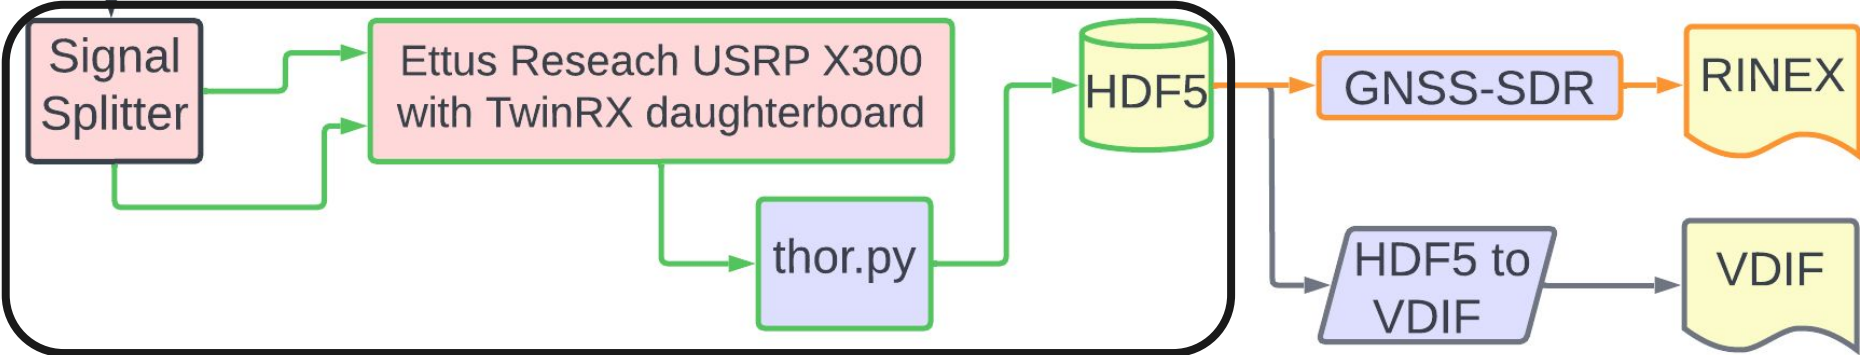 Signal
Splitter
Ettus Reseach USRP X300
with TwinRX daughterboard
thor.py
HDF5
GNSS-SDR
RINEX
HDF5 to
VDIF
VDIF